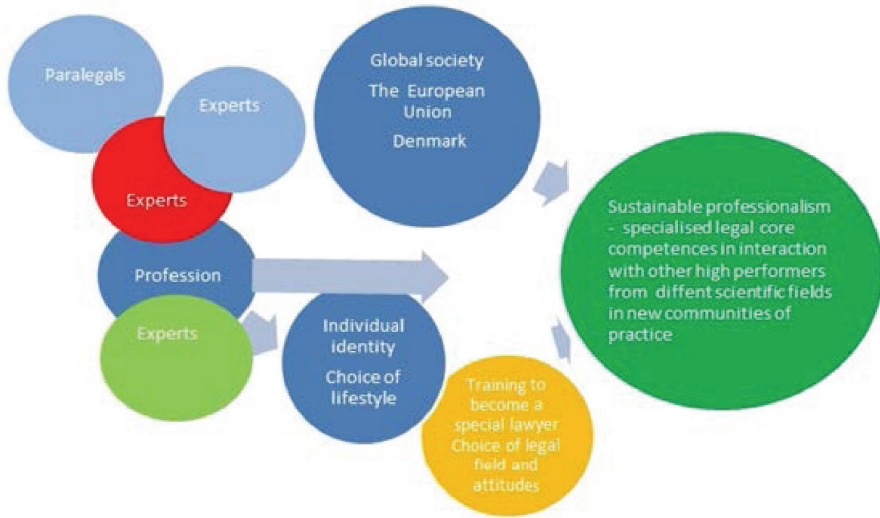 Paralegals
Experts
Experts
Profession
Experts
Global society
The European
Union
Denmark
Individual
identity
Choice of
lifestyle
Training to
become a
special lawyer
Choice of legal
field and
attitudes
Sustainable professionalism
- specialised legal core
competences in interaction
with other high performers
from diffent scientific fields
in new communities of
practice